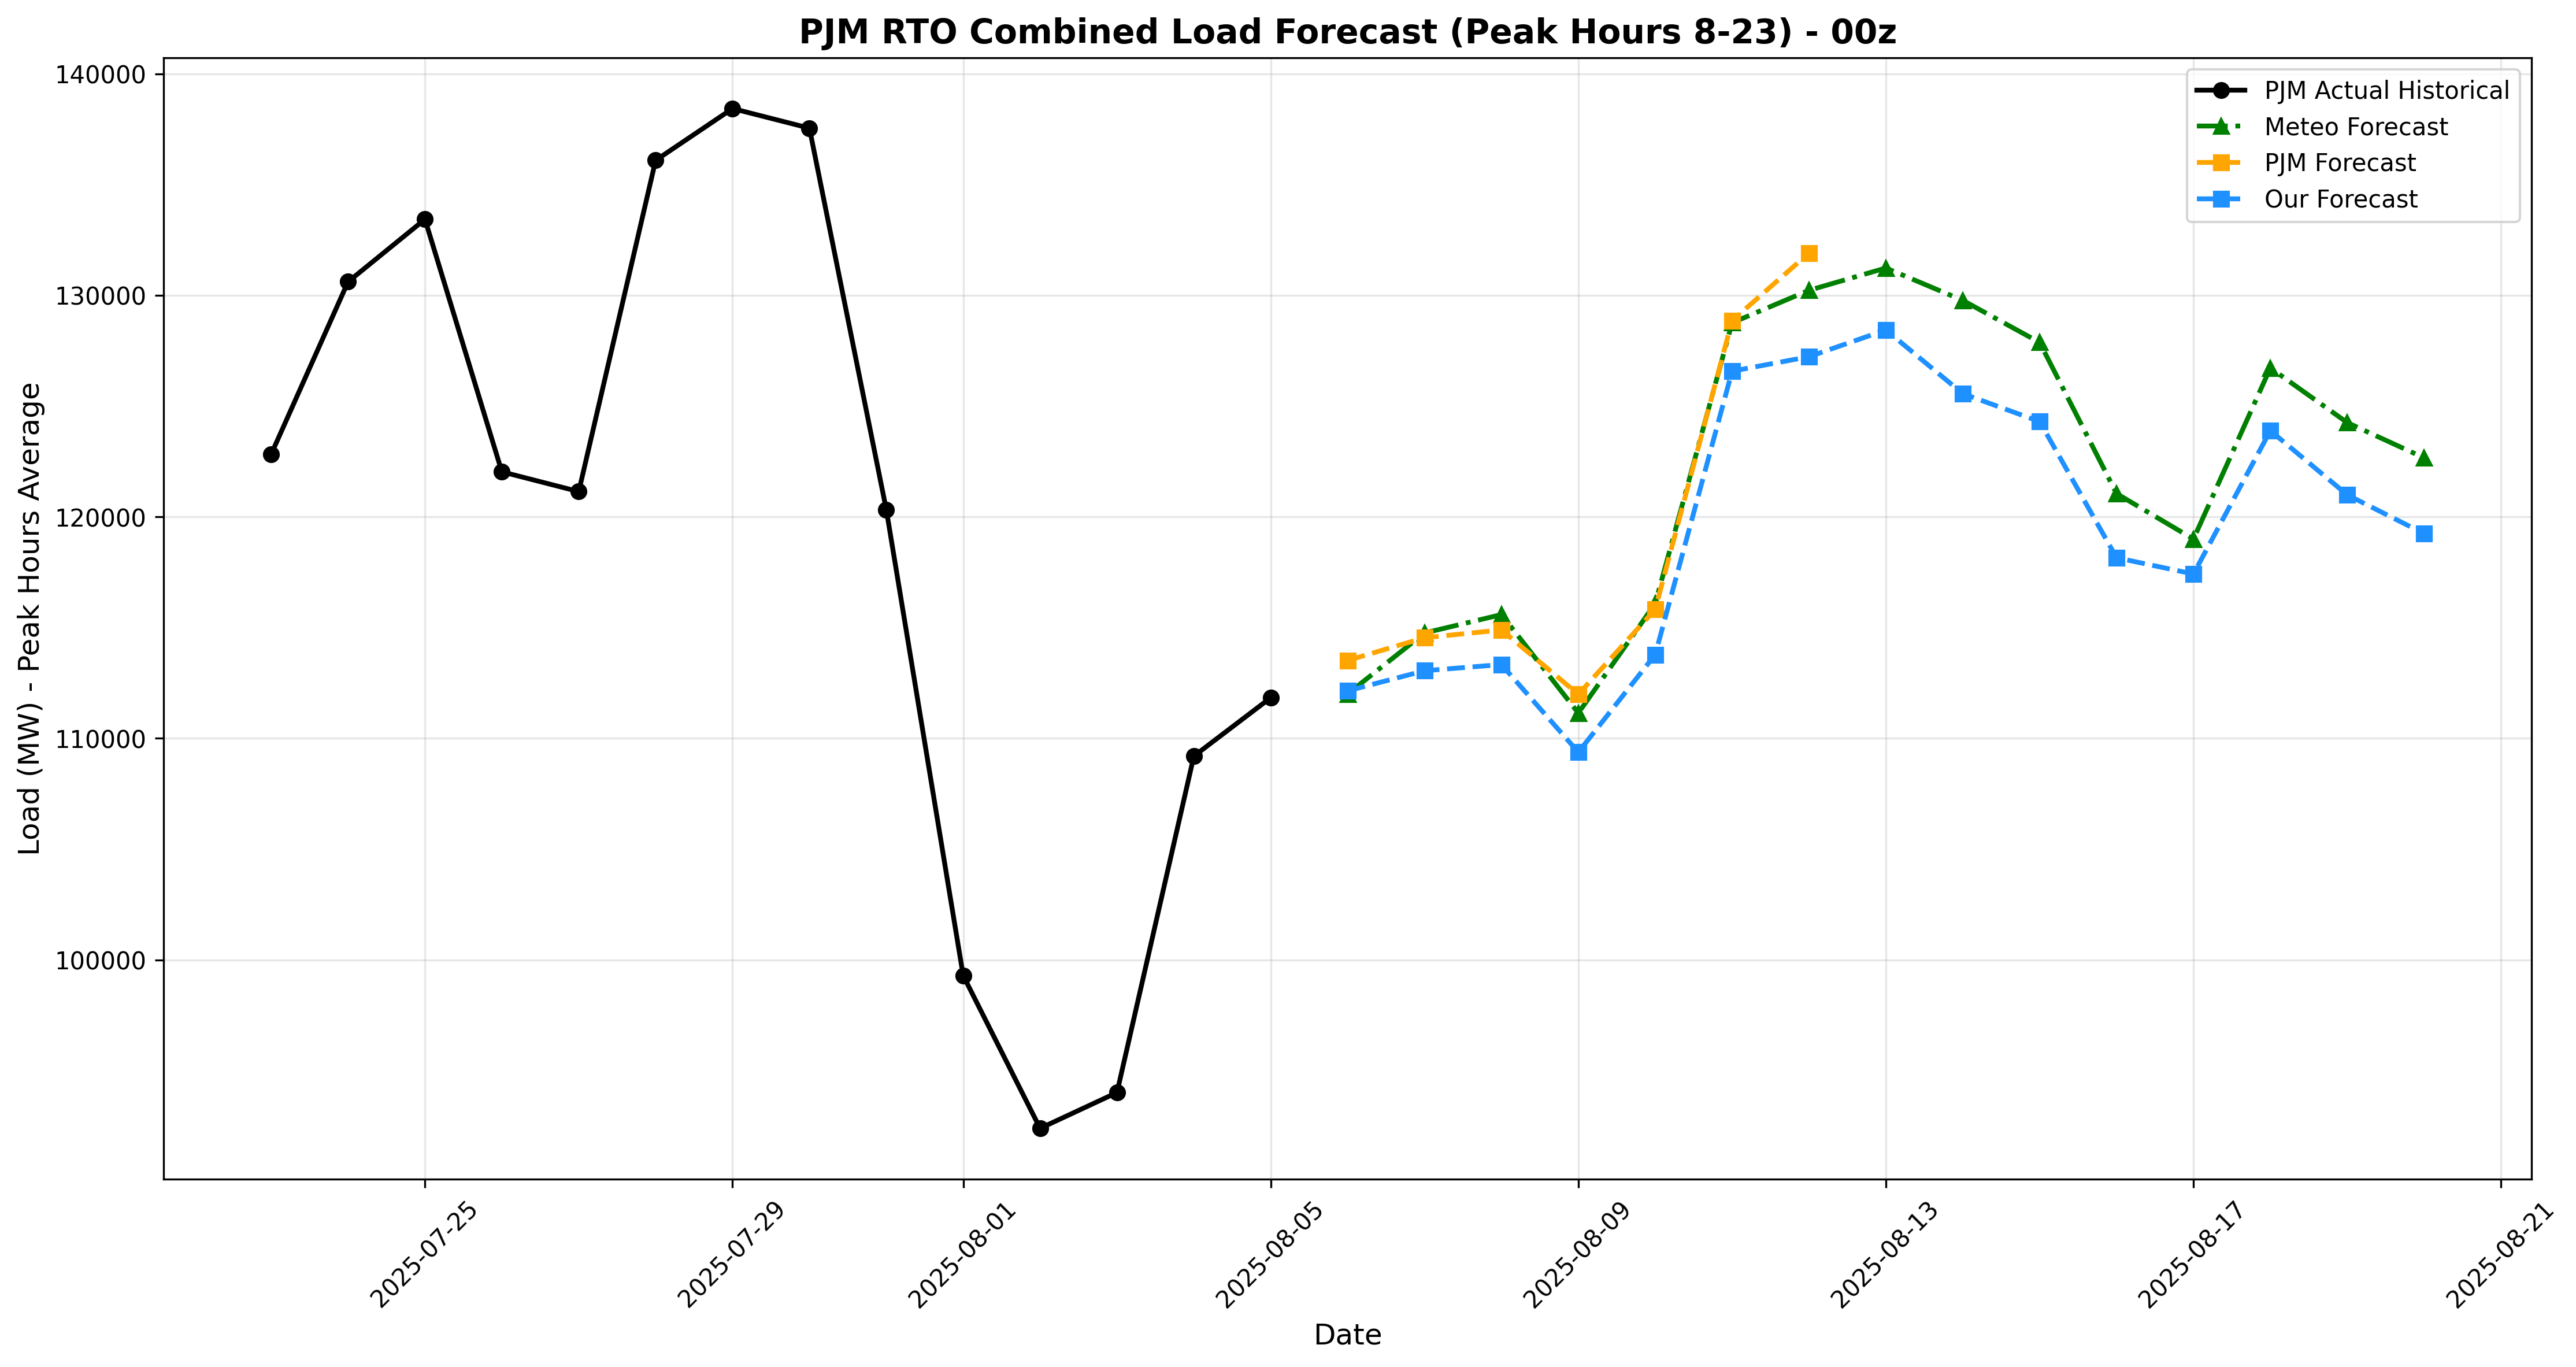 PJM RTO Combined Load Forecast (Peak Hours 8-23) - 00z
PJM Actual Historical
Meteo Forecast
PJM Forecast
Our Forecast
Load (MW) - Peak Hours Average
140000
130000
120000
110000
100000
2025-07-25
2025-07-29
2025-08-01
2025-08-05
2025-08-09
2025-08-13
2025-08-17
2025-08-21
Date